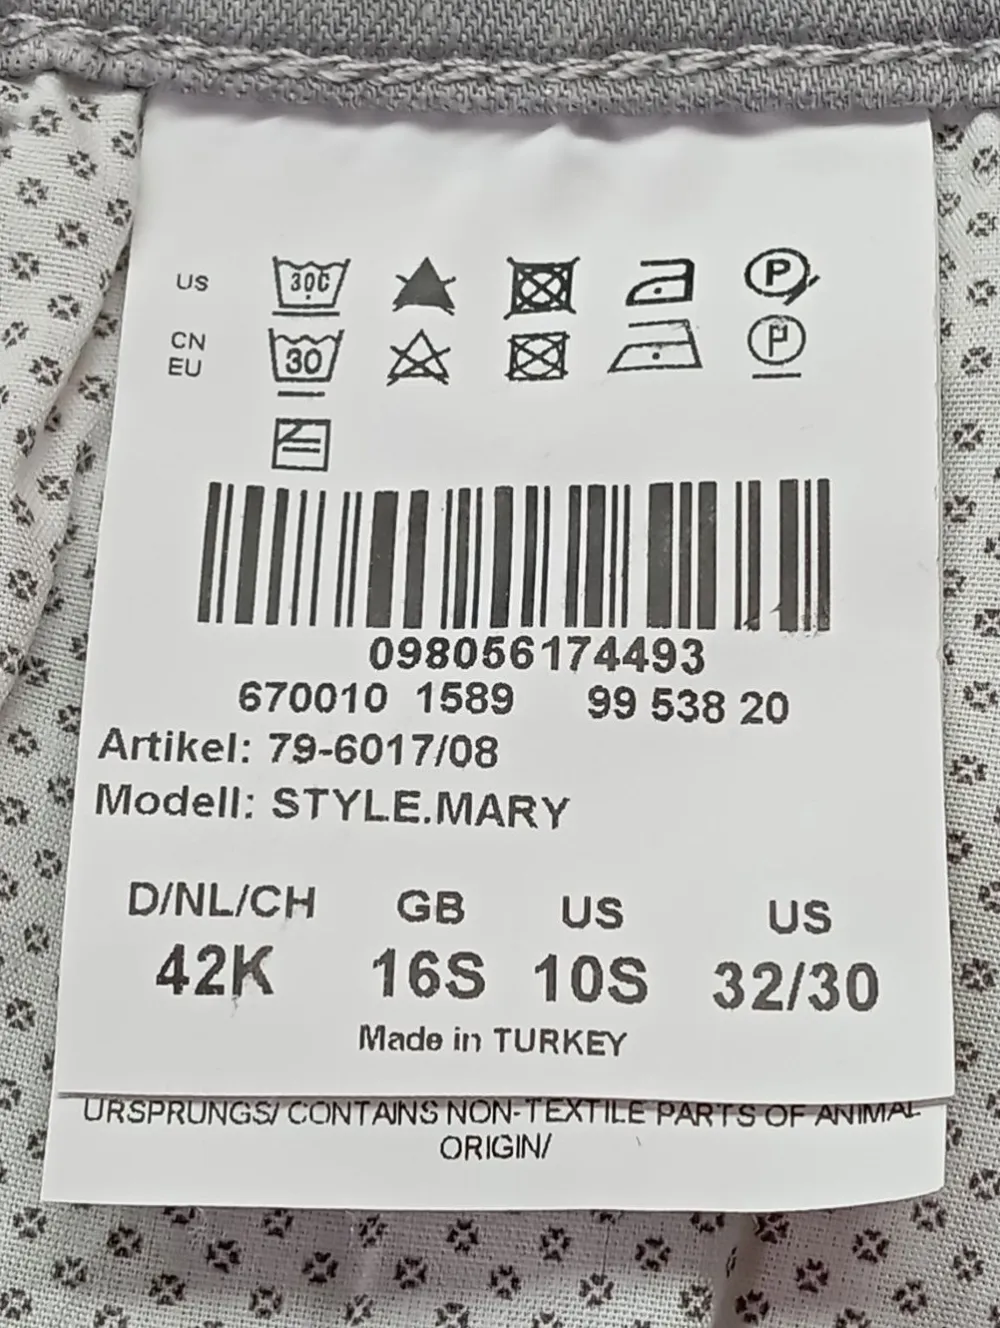 US 30C P
CN
EU 30 P
098056174493
670010 1589 99 538 20
Artikel: 79-6017/08
Modell: STYLE.MARY
D/NL/CH GB US US
42K 16S 10S 32/30
Made in TURKEY
URSPRUNGS/ CONTAINS NON-TEXTILE PARTS OF ANIMAL
ORIGIN/